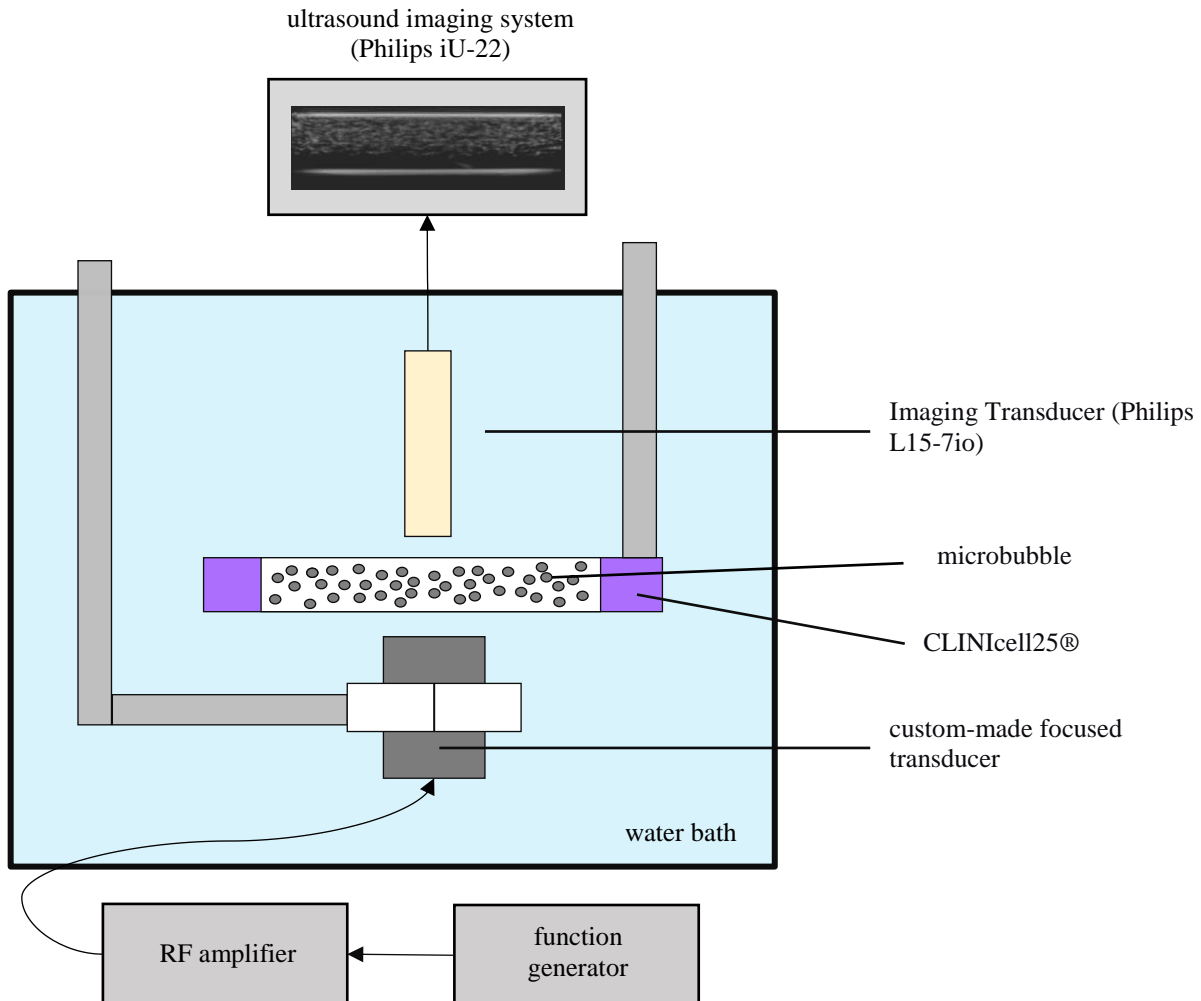 ultrasound imaging system
(Philips iU-22)
Imaging Transducer (Philips
L15-7io)
microbubble
CLINIcell25®
custom-made focused
transducer
water bath
RF amplifier
function
generator